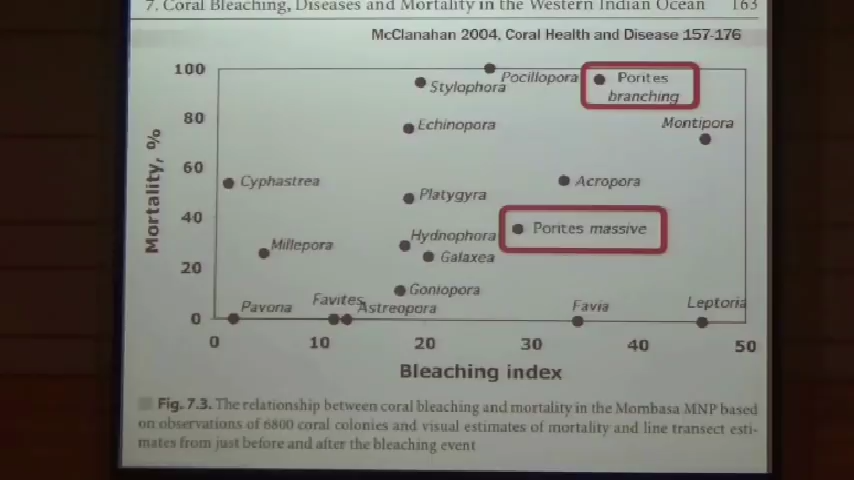 7. Coral Bleaching, Diseases and Mortality in the Western Indian Ocean 163
McClanahan 2004, Coral Health and Disease 157-176
100
Pocillopora
Porites
Stylophora
branching
80
Echinopora
Montipora
60
Cyphastrea
Acropora
Platygyra
40
Porites massive
Hydnophora
Millepora
Galaxea
20
Goniopora
Favites
Pavona
Astreopora
Favia
Leptoria
0
Mortality, %
0 10 20 30 40 50
Bleaching index
Fig. 7.3. The relationship between coral bleaching and mortality in the Mombasa MNP based
on observations of 6800 coral colonies and visual estimates of mortality and line transect esti-
mates from just before and after the bleaching event